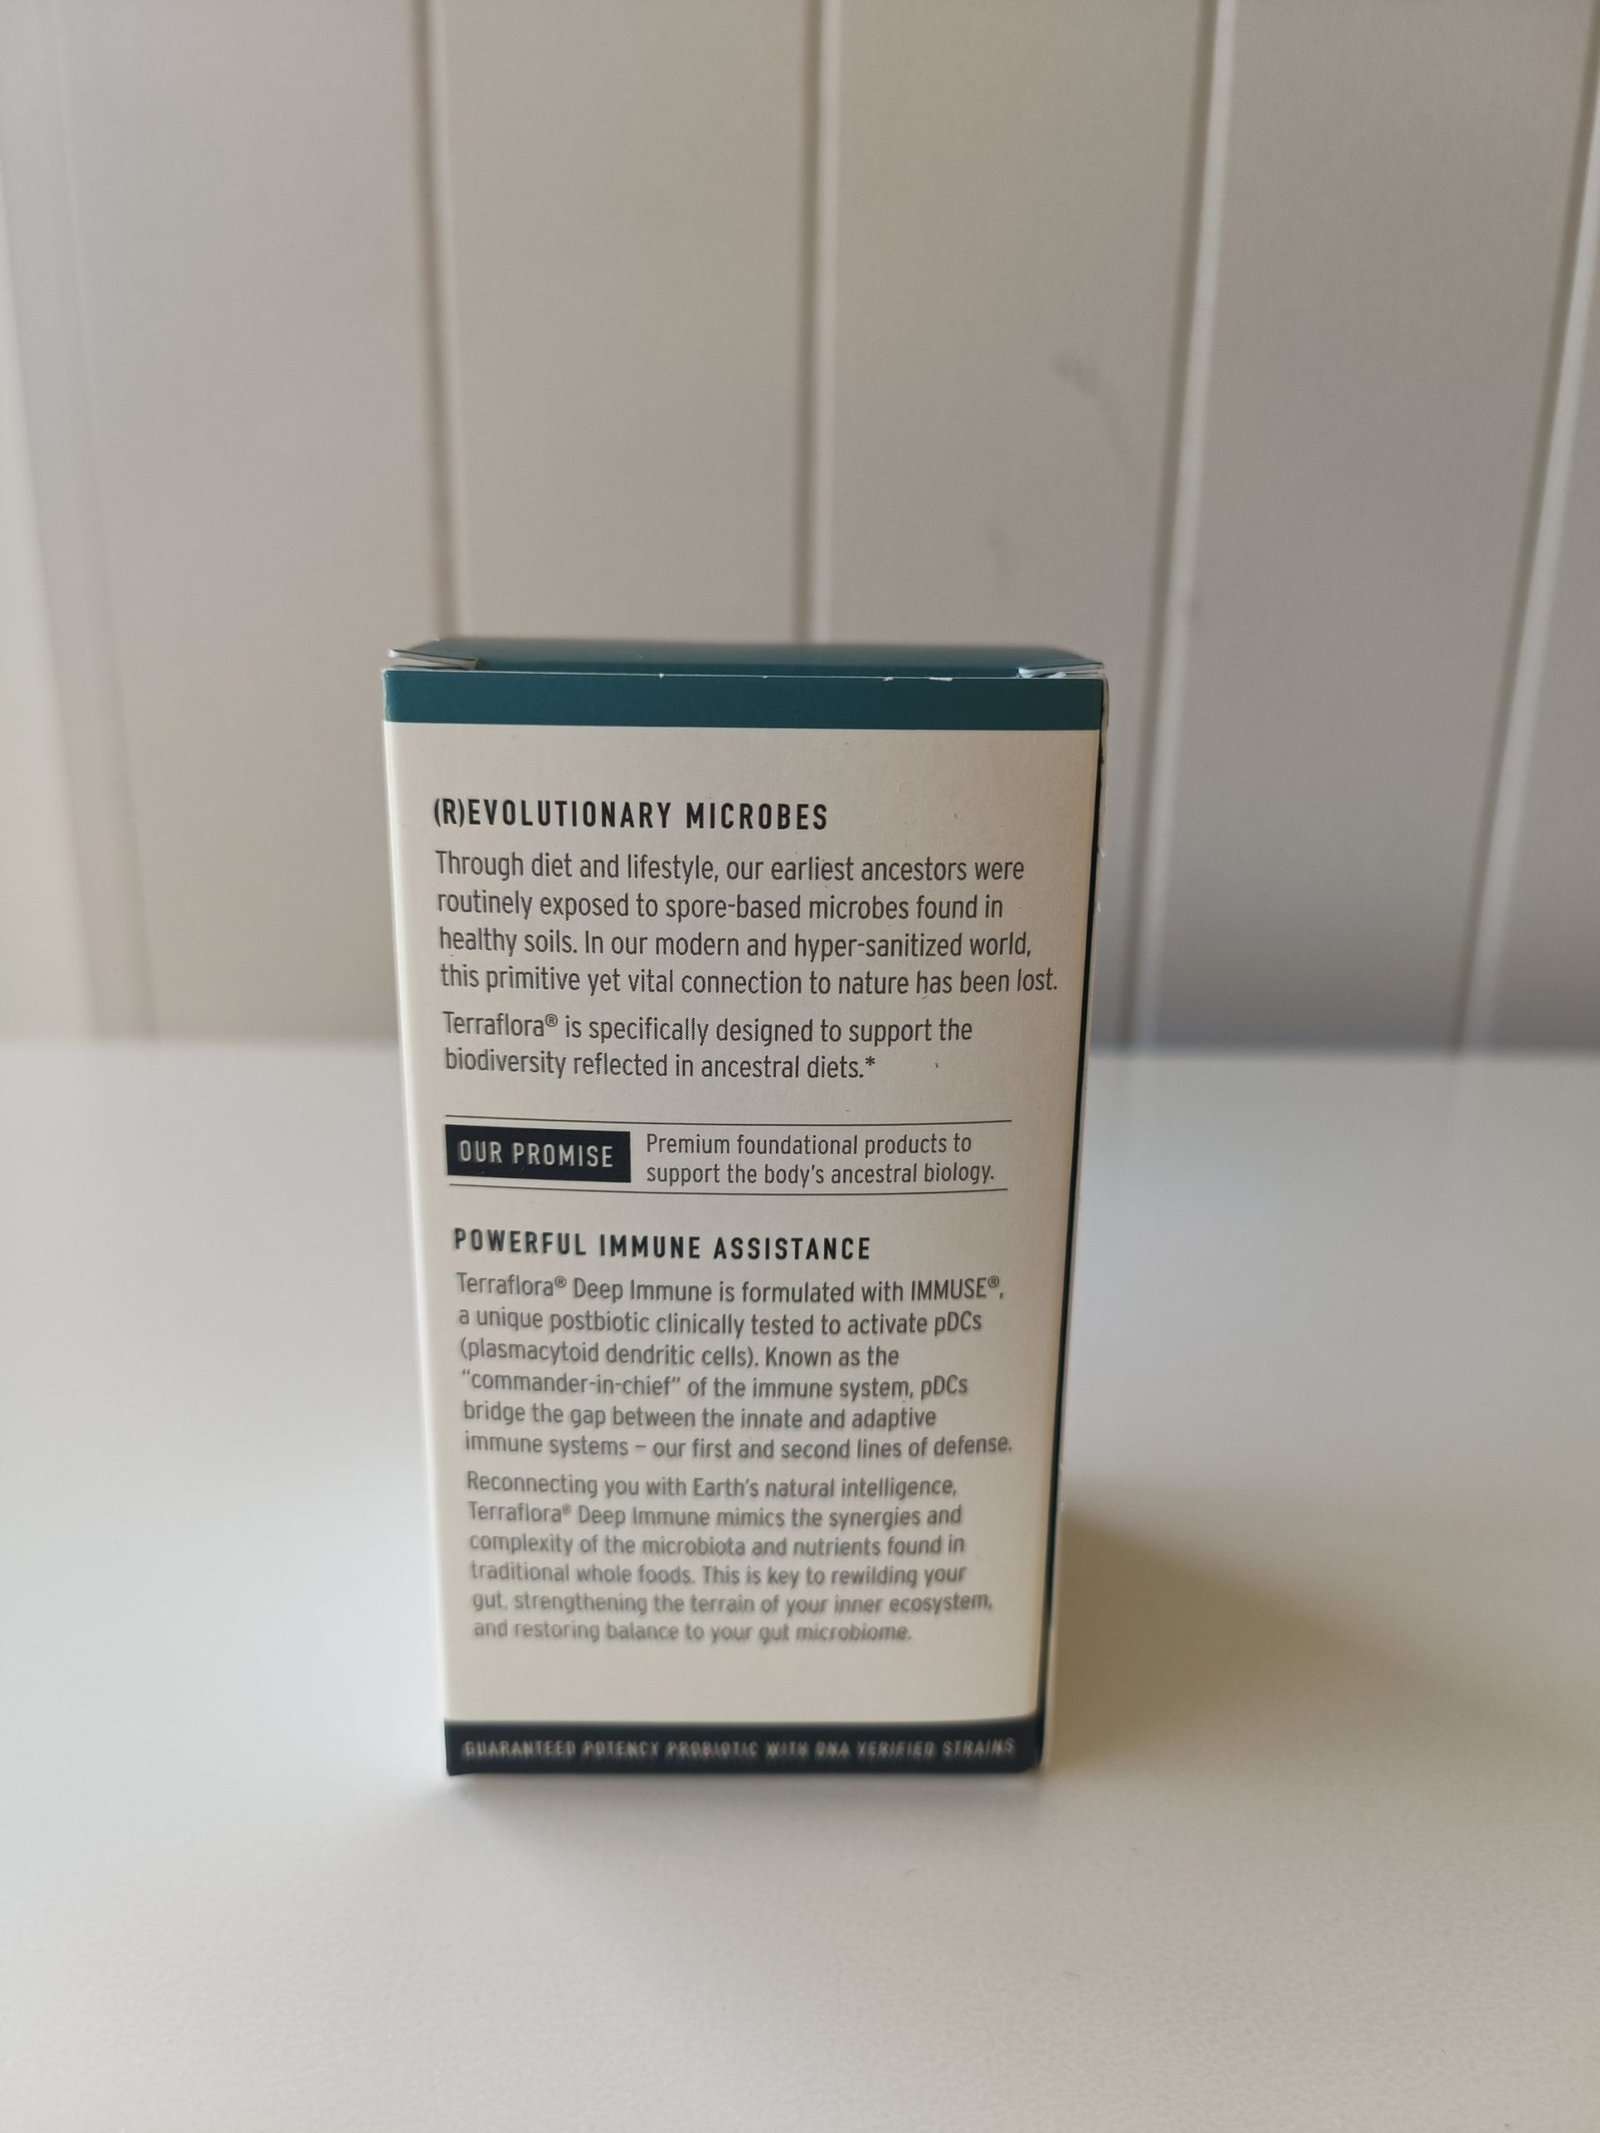 (R)EVOLUTIONARY MICROBES
Through diet and lifestyle, our earliest ancestors were
routinely exposed to spore-based microbes found in
healthy soils. In our modern and hyper-sanitized world,
this primitive yet vital connection to nature has been lost.
Terraflora® is specifically designed to support the
biodiversity reflected in ancestral diets.*
OUR PROMISE
Premium foundational products to
support the body's ancestral biology.
POWERFUL IMMUNE ASSISTANCE
Terraflora® Deep Immune is formulated with IMMUSE®,
a unique postbiotic clinically tested to activate pDCs
(plasmacytoid dendritic cells). Known as the
"commander-in-chief" of the immune system, pDCs
bridge the gap between the innate and adaptive
immune systems – our first and second lines of defense.
Reconnecting you with Earth's natural intelligence,
Terraflora® Deep Immune mimics the synergies and
complexity of the microbiota and nutrients found in
traditional whole foods. This is key to rewilding your
gut, strengthening the terrain of your inner ecosystem,
and restoring balance to your gut microbiome.
GUARANTEED POTENCY PROBIOTIC WITH DNA VERIFIED STRAINS